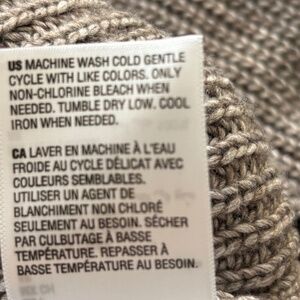 US MACHINE WASH COLD GENTLE
CYCLE WITH LIKE COLORS. ONLY
NON-CHLORINE BLEACH WHEN
NEEDED. TUMBLE DRY LOW. COOL
IRON WHEN NEEDED.
CA LAVER EN MACHINE À L'EAU
FROIDE AU CYCLE DÉLICAT AVEC
COULEURS SEMBLABLES.
UTILISER UN AGENT DE
BLANCHIMENT NON CHLORÉ
SEULEMENT AU BESOIN. SÉCHER
PAR CULBUTAGE À BASSE
TEMPÉRATURE. REPASSER À
BASSE TEMPÉRATURE AU BESOIN.